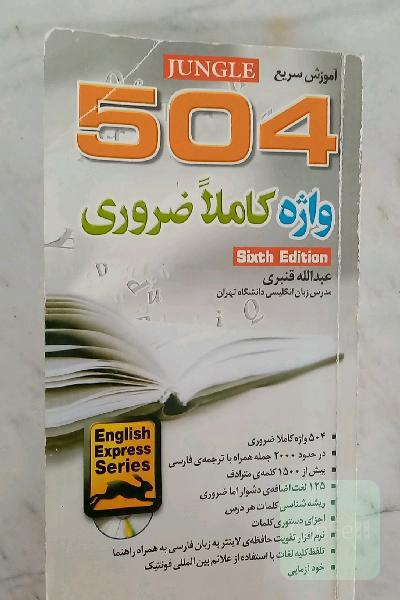 آموزش سریع JUNGLE
504
واژه کاملاً ضروری
Sixth Edition
عبدالله قنبری
مدرس زبان انگلیسی دانشگاه تهران
English
Express
Series
۵۰۴ واژه کاملا ضروری
در حدود ۲۰۰۰ جمله همراه با ترجمه‌ی فارسی
بیش از ۱۵۰۰ کلمه‌ی مترادف
۱۲۵ لغت اضافه‌ی دشوار اما ضروری
ریشه شناسی کلمات هر درس
اجزای دستوری کلمات
نرم افزار تقویت حافظه‌ی لایتنر به زبان فارسی به همراه راهنما
تلفظ کلیه لغات با استفاده از علائم بین المللی فونتیک
خود آزمایی